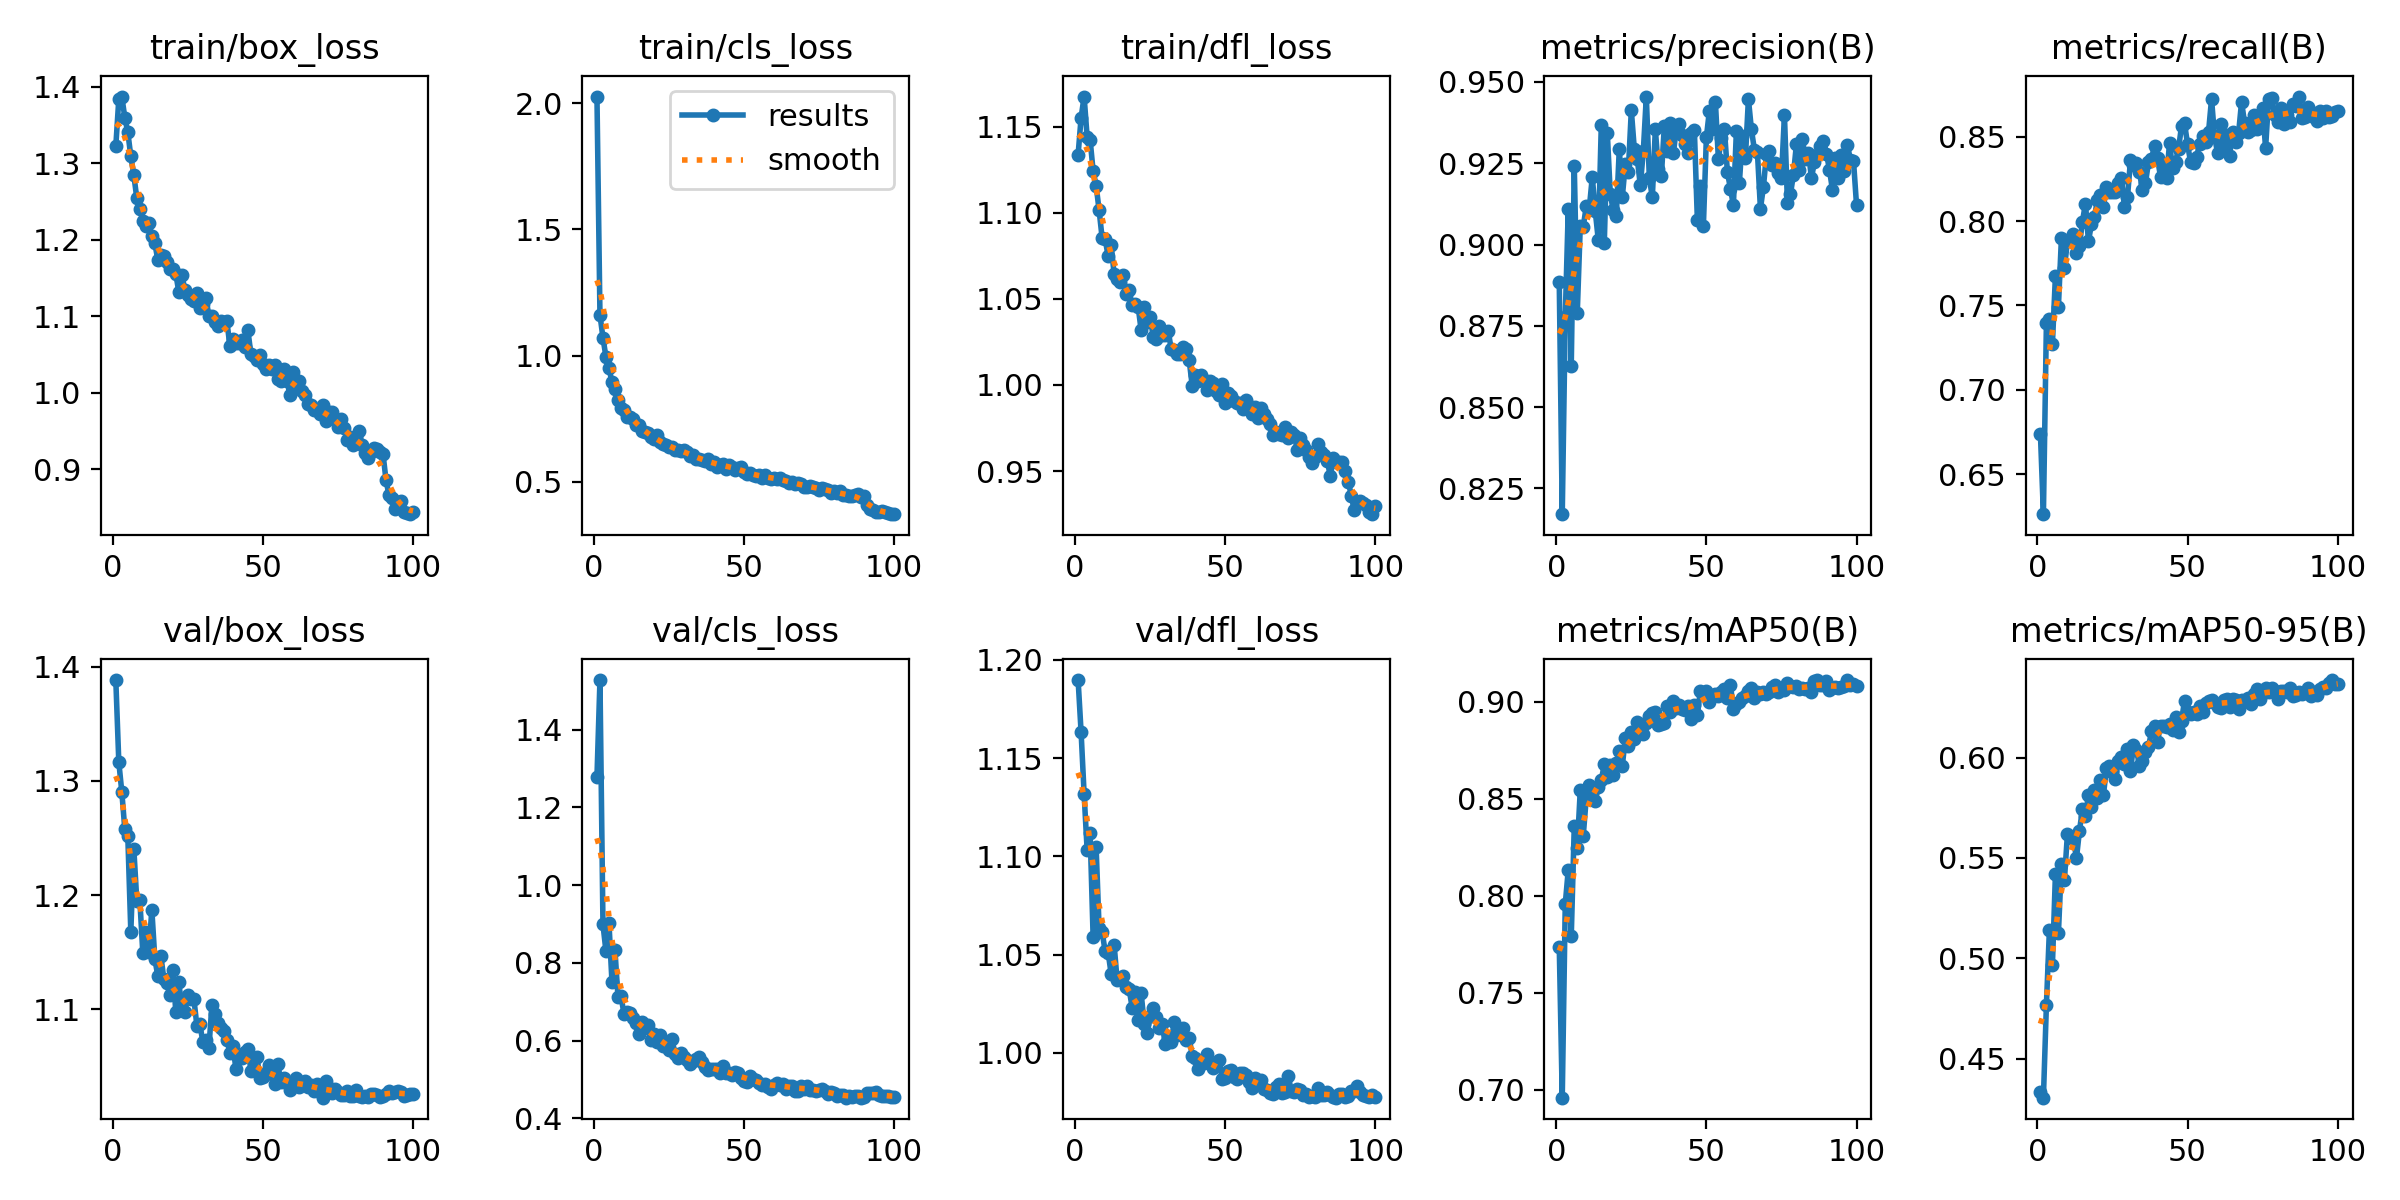 train/box_loss
1.4
1.3
1.2
1.1
1.0
0.9
0 50 100
train/cls_loss
results
smooth
2.0
1.5
1.0
0.5
0 50 100
train/dfl_loss
1.15
1.10
1.05
1.00
0.95
0 50 100
metrics/precision(B)
0.950
0.925
0.900
0.875
0.850
0.825
0 50 100
metrics/recall(B)
0.85
0.80
0.75
0.70
0.65
0 50 100
val/box_loss
1.4
1.3
1.2
1.1
0 50 100
val/cls_loss
1.4
1.2
1.0
0.8
0.6
0.4
0 50 100
val/dfl_loss
1.20
1.15
1.10
1.05
1.00
0 50 100
metrics/mAP50(B)
0.90
0.85
0.80
0.75
0.70
0 50 100
metrics/mAP50-95(B)
0.60
0.55
0.50
0.45
0 50 100